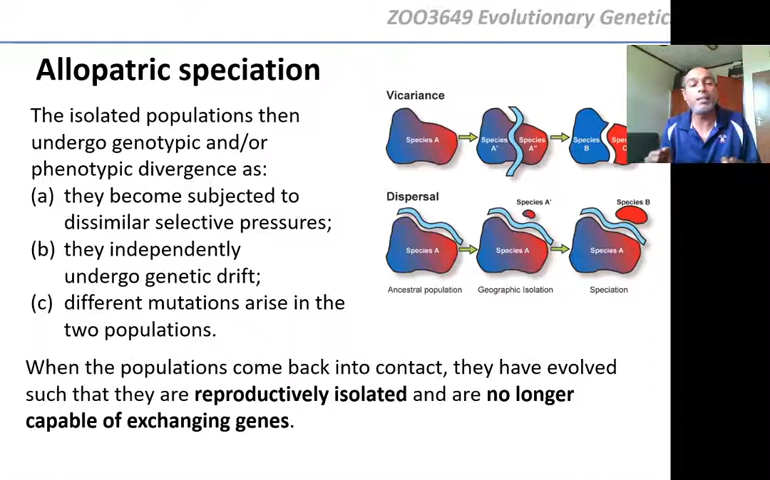 ZOO3649 Evolutionary Genetic
Allopatric speciation
The isolated populations then
undergo genotypic and/or
phenotypic divergence as:
(a) they become subjected to
dissimilar selective pressures;
(b) they independently
undergo genetic drift;
(c) different mutations arise in the
two populations.
When the populations come back into contact, they have evolved
such that they are reproductively isolated and are no longer
capable of exchanging genes.
Vicariance
Species A
Species A'
Species A"
Species B
Species
Dispersal
Species A
Species A'
Species A
Species B
Species A
Ancestral population
Geographic Isolation
Speciation